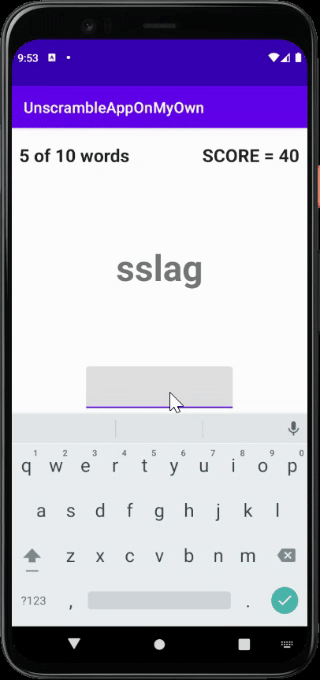 9:53
UnscrambleAppOnMyOwn
5 of 10 words SCORE = 40
sslag
1 2 3 4 5 6 7 8 9 0
q w e r t y u i o p
a s d f g h j k l
z x c v b n m
?123 , .